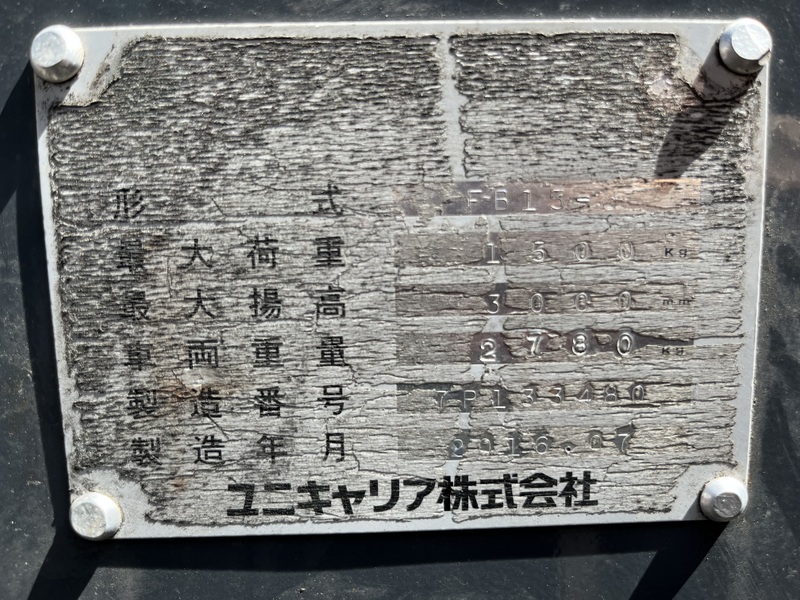 形式
最大荷重 1500 kg
最大揚高 3000 mm
車両重量 2780 kg
製造番号 7P133480
製造年月 2016.07
ユニキャリア株式会社